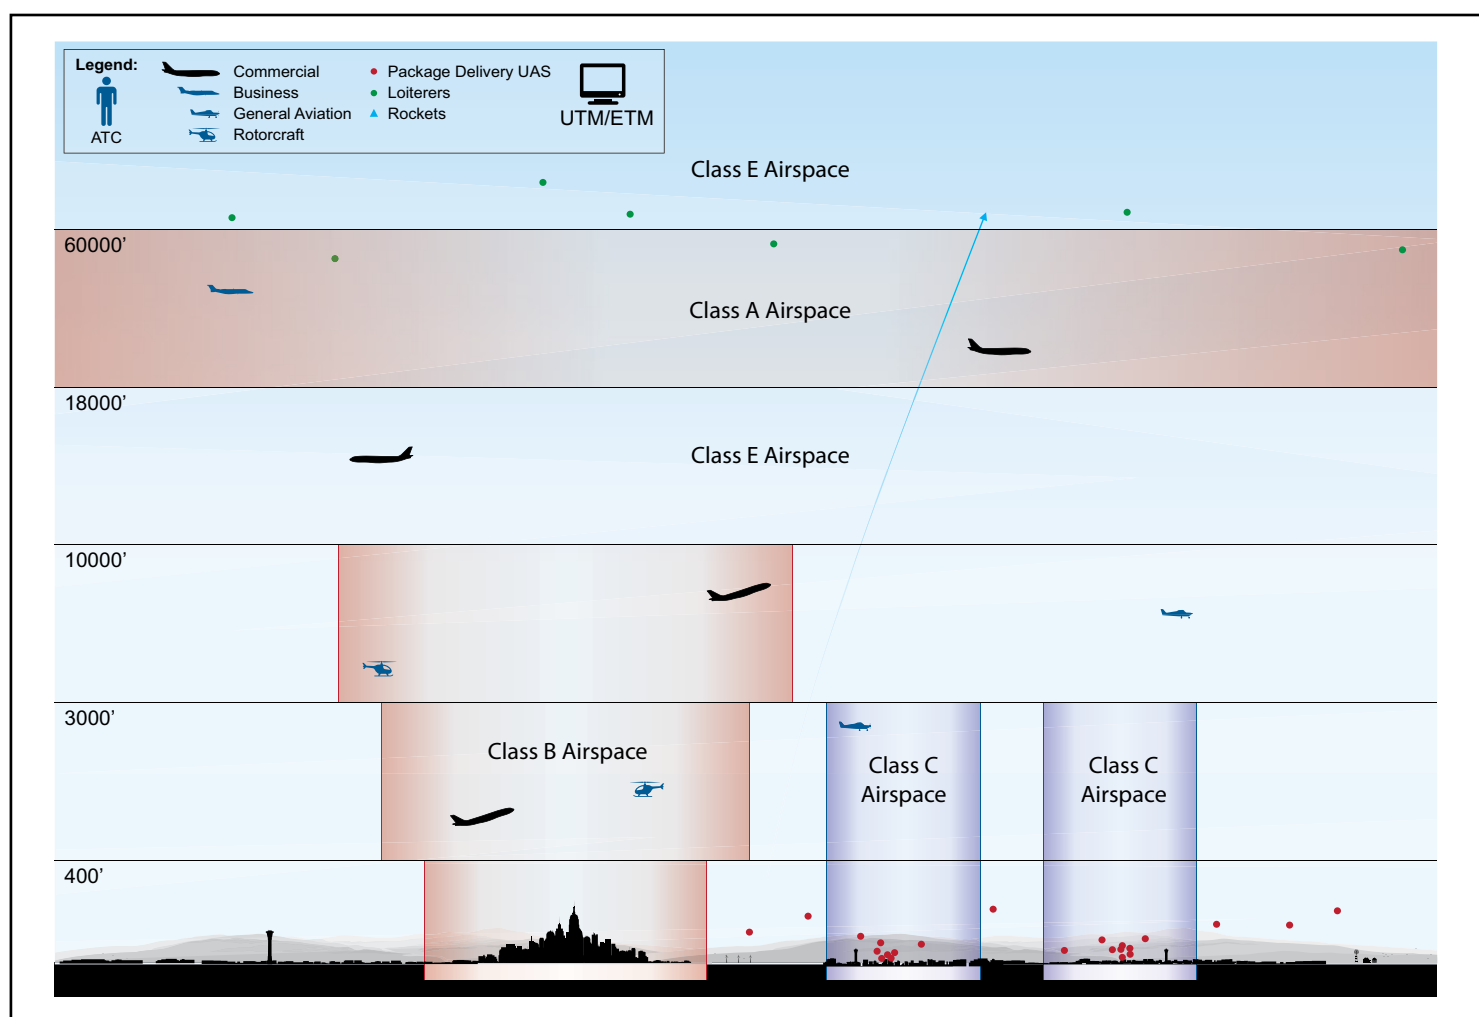 Legend:
ATC
Commercial
Business
General Aviation
Rotorcraft
Package Delivery UAS
Loiterers
Rockets
UTM/ETM
Class E Airspace
60000’
Class A Airspace
18000’
Class E Airspace
10000’
3000’
Class B Airspace
Class C
Airspace
Class C
Airspace
400’